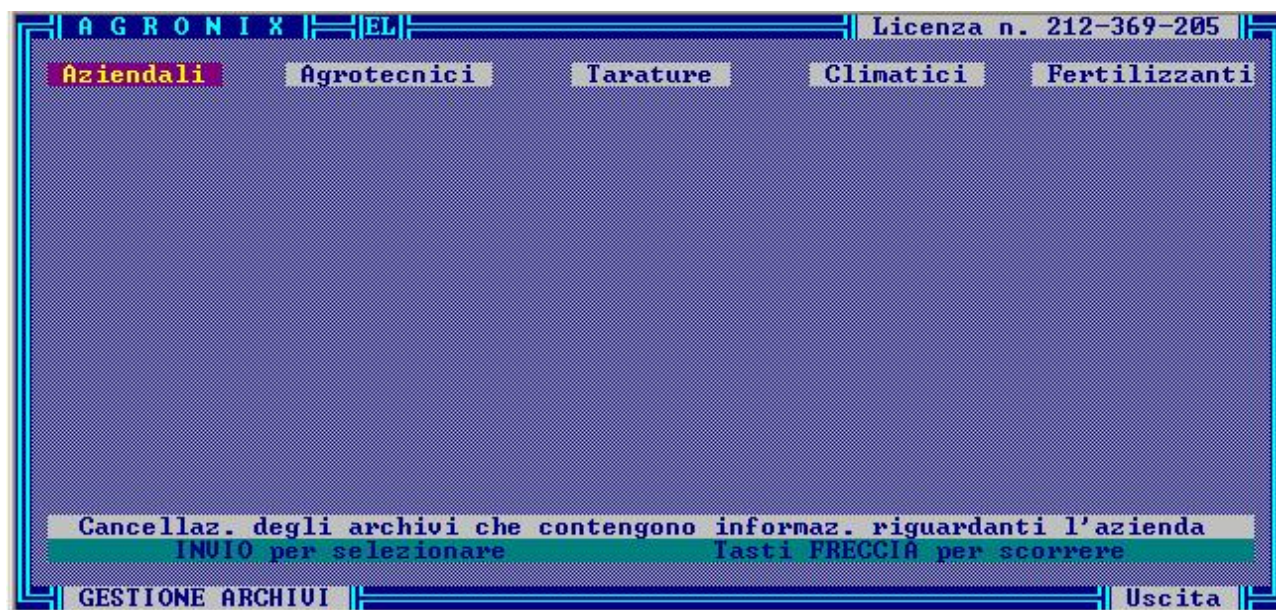 A G R O N I X EL Licenza n. 212-369-205
Aziendali Agrotecnici Tarature Climatici Fertilizzanti
Cancellaz. degli archivi che contengono informaz. riguardanti l'azienda
INVIO per selezionare Tasti FRECCIA per scorrere
GESTIONE ARCHIVI Uscita